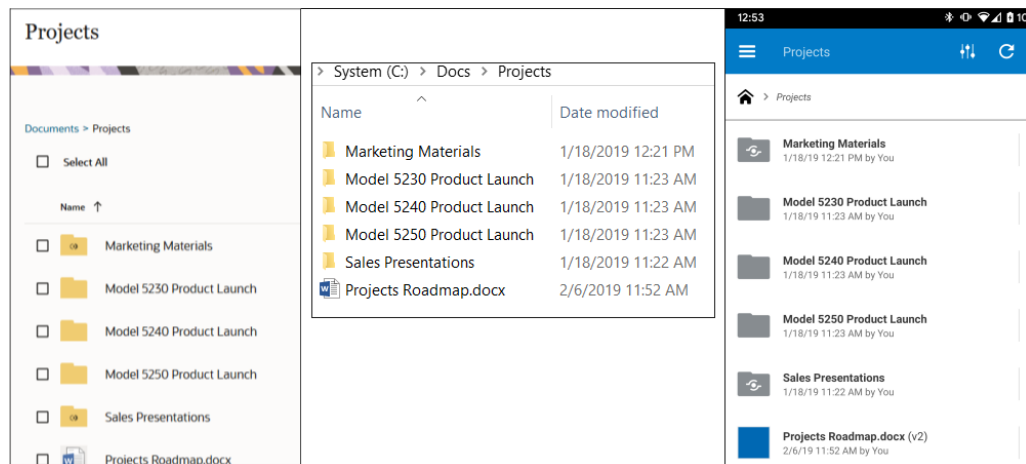 Projects
Documents > Projects
Select All
Name ↑
Marketing Materials
Model 5230 Product Launch
Model 5240 Product Launch
Model 5250 Product Launch
Sales Presentations
Projects Roadmap.docx
> System (C:) > Docs > Projects
Name Date modified
Marketing Materials 1/18/2019 12:21 PM
Model 5230 Product Launch 1/18/2019 11:23 AM
Model 5240 Product Launch 1/18/2019 11:23 AM
Model 5250 Product Launch 1/18/2019 11:23 AM
Sales Presentations 1/18/2019 11:22 AM
Projects Roadmap.docx 2/6/2019 11:52 AM
12:53 10
Projects
> Projects
Marketing Materials
1/18/19 12:21 PM by You
Model 5230 Product Launch
1/18/19 11:23 AM by You
Model 5240 Product Launch
1/18/19 11:23 AM by You
Model 5250 Product Launch
1/18/19 11:23 AM by You
Sales Presentations
1/18/19 11:22 AM by You
Projects Roadmap.docx (v2)
2/6/19 11:52 AM by You